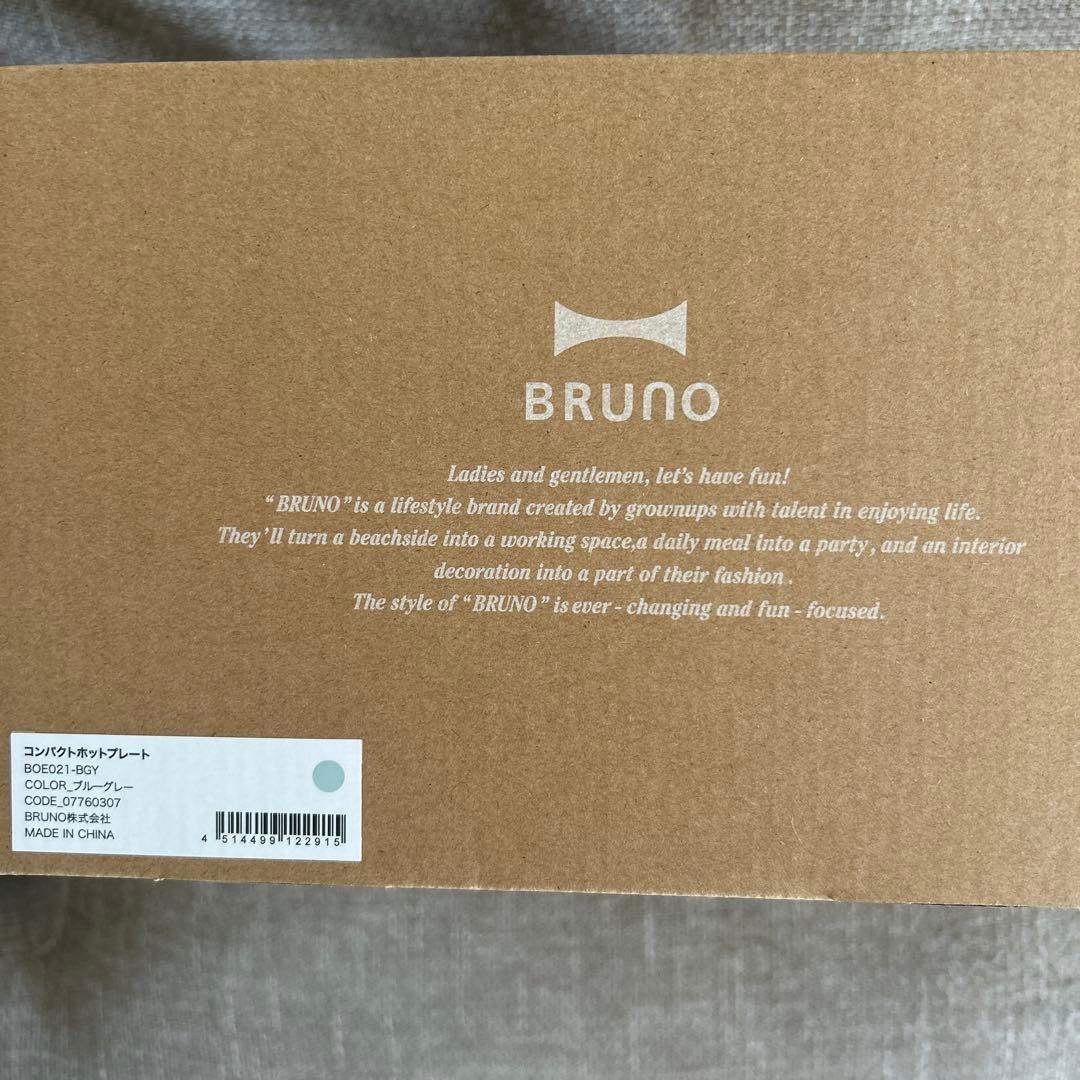 BRUNO
Ladies and gentlemen, let's have fun!
“BRUNO” is a lifestyle brand created by grownups with talent in enjoying life.
They'll turn a beachside into a working space,a daily meal into a party, and an interior
decoration into a part of their fashion.
The style of “BRUNO” is ever - changing and fun - focused.
コンパクトホットプレート
BOE021-BGY
COLOR_ブルーグレー
CODE_07760307
BRUNO株式会社
MADE IN CHINA
4 514499 122915